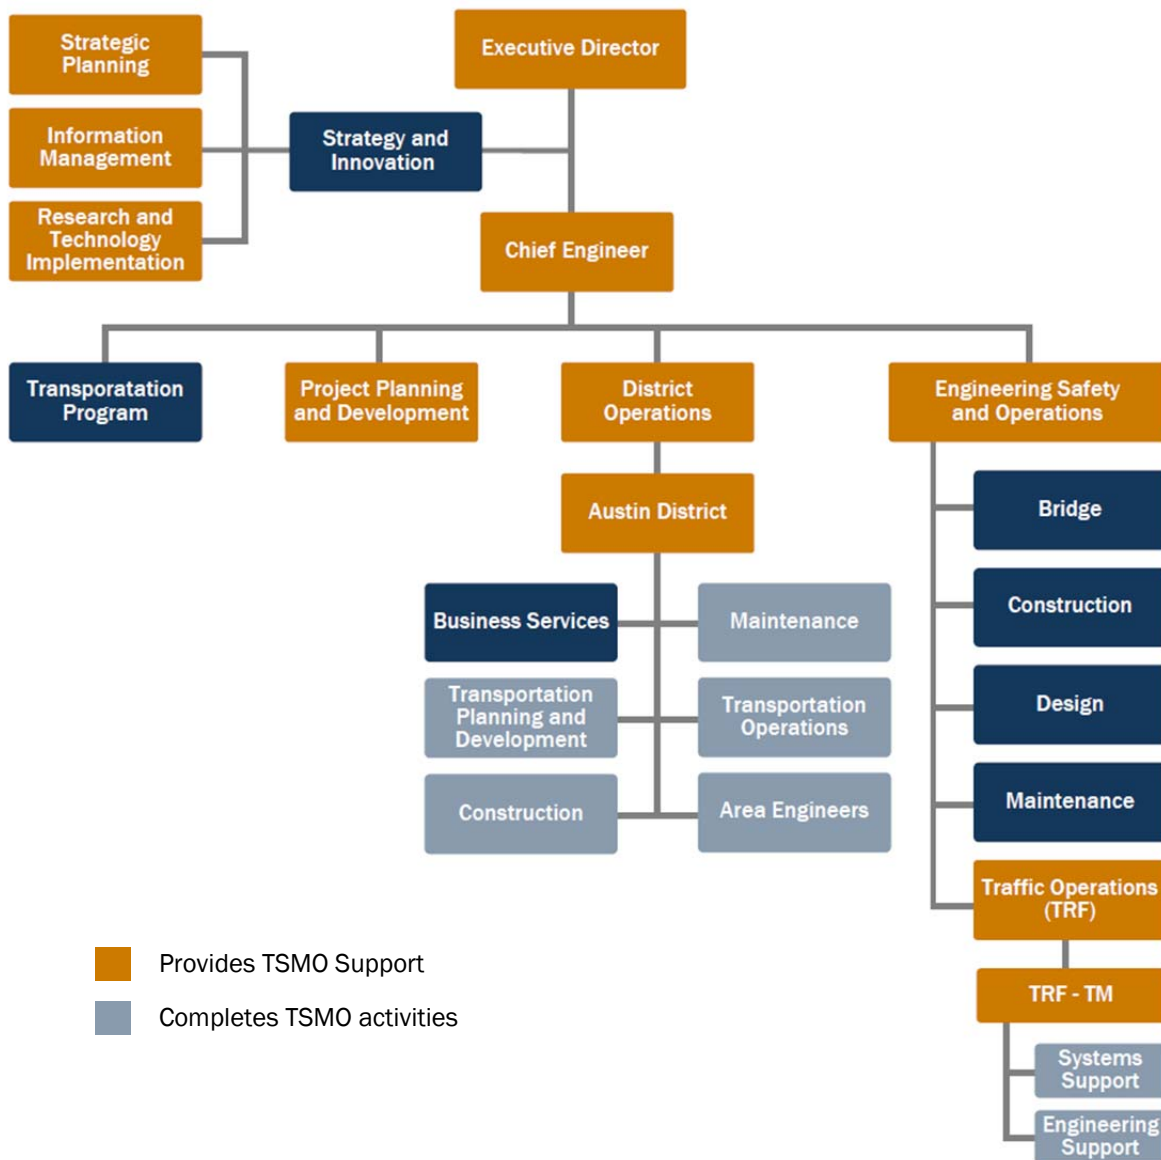 Strategic
Planning
Executive Director
Information
Management
Strategy and
Innovation
Research and
Technology
Implementation
Chief Engineer
Transporatation
Program
Project Planning
and Development
District
Operations
Engineering Safety
and Operations
Austin District
Bridge
Business Services
Maintenance
Construction
Transportation
Planning and
Development
Transportation
Operations
Design
Construction
Area Engineers
Maintenance
Traffic Operations
(TRF)
Provides TSMO Support
TRF - TM
Completes TSMO activities
Systems
Support
Engineering
Support